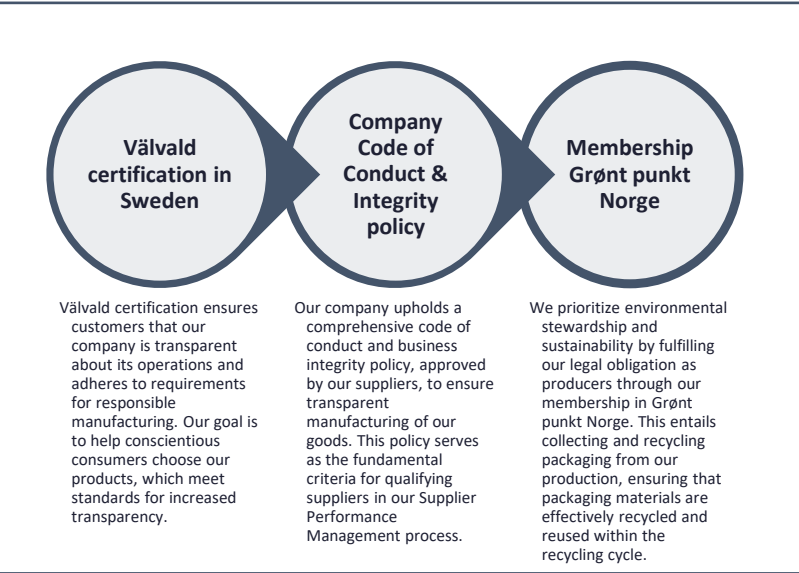 Välvald
certification in
Sweden
Company
Code of
Conduct &
Integrity
policy
Membership
Grønt punkt
Norge
Välvald certification ensures
customers that our
company is transparent
about its operations and
adheres to requirements
for responsible
manufacturing. Our goal is
to help conscientious
consumers choose our
products, which meet
standards for increased
transparency.
Our company upholds a
comprehensive code of
conduct and business
integrity policy, approved
by our suppliers, to ensure
transparent
manufacturing of our
goods. This policy serves
as the fundamental
criteria for qualifying
suppliers in our Supplier
Performance
Management process.
We prioritize environmental
stewardship and
sustainability by fulfilling
our legal obligation as
producers through our
membership in Grønt
punkt Norge. This entails
collecting and recycling
packaging from our
production, ensuring that
packaging materials are
effectively recycled and
reused within the
recycling cycle.